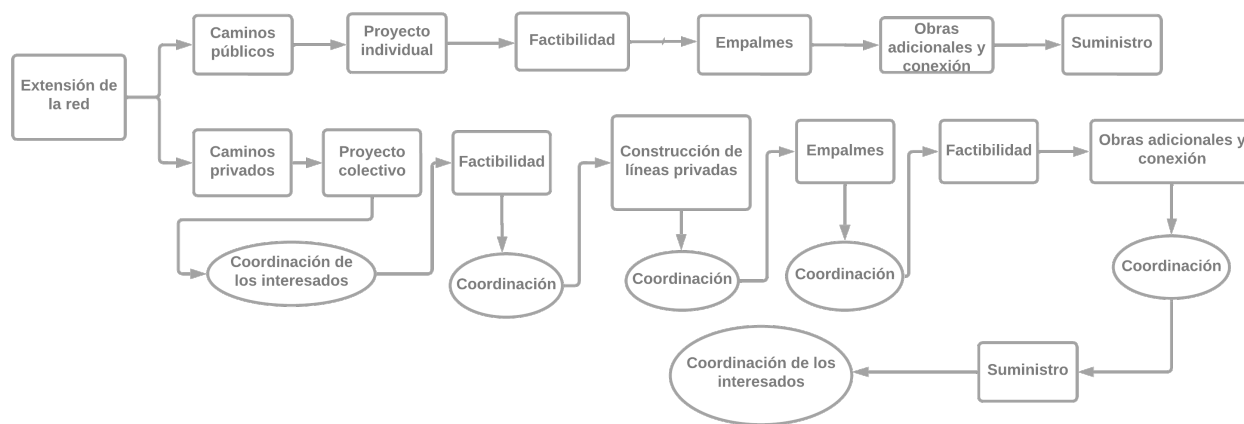 Extensión de
la red
Caminos
públicos
Proyecto
individual
Factibilidad
Empalmes
Obras
adicionales y
conexión
Suministro
Caminos
privados
Proyecto
colectivo
Factibilidad
Construcción de
líneas privadas
Empalmes
Factibilidad
Obras adicionales y
conexión
Coordinación de
los interesados
Coordinación
Coordinación
Coordinación
Coordinación
Suministro
Coordinación de los
interesados